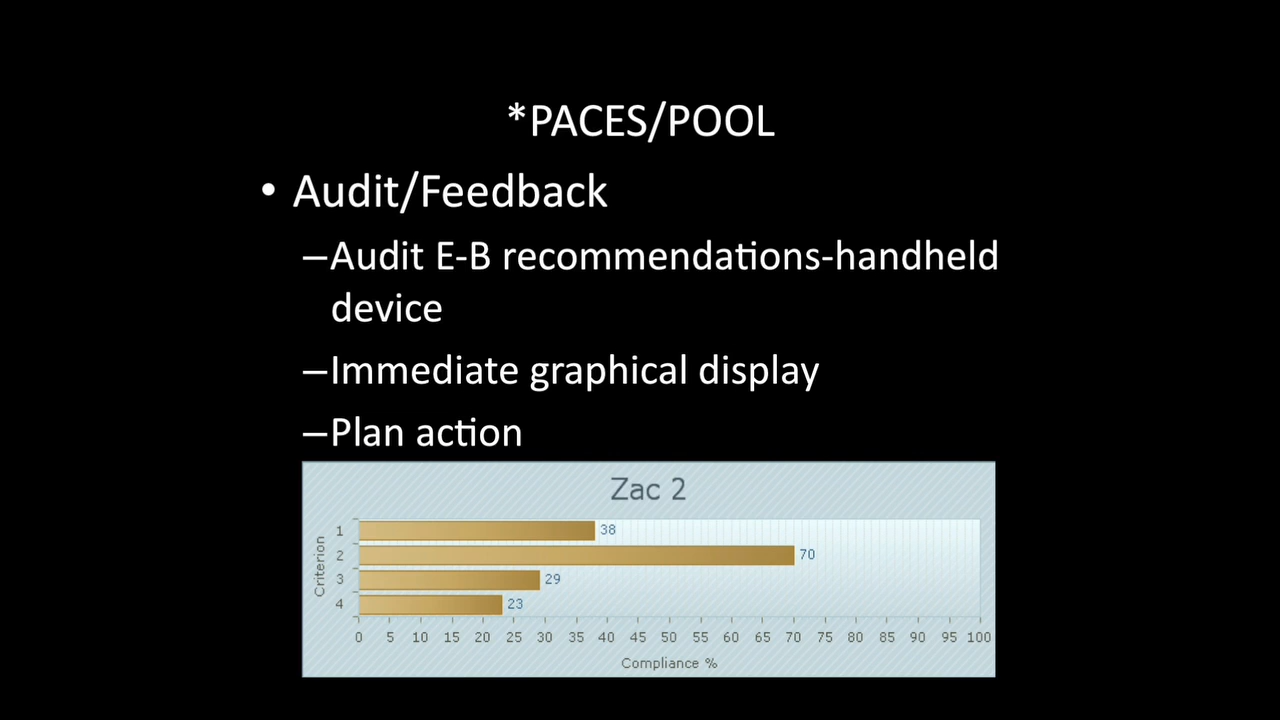 *PACES/POOL
• Audit/Feedback
–Audit E-B recommendations-handheld
device
–Immediate graphical display
–Plan action
Zac 2
Criterion
1 38
2 70
3 29
4 23
0 5 10 15 20 25 30 35 40 45 50 55 60 65 70 75 80 85 90 95 100
Compliance %